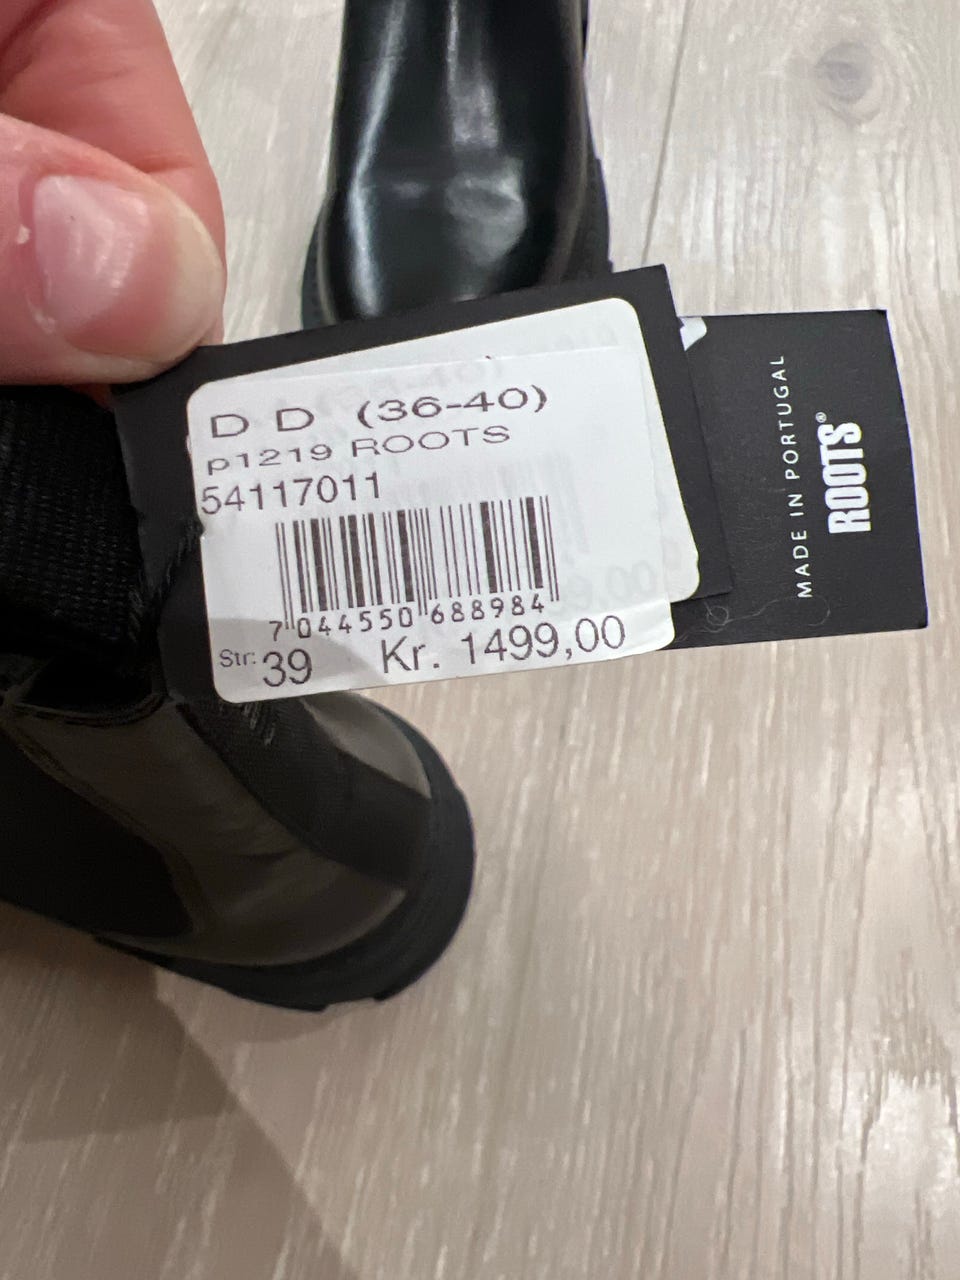 D D (36-40)
p1219 ROOTS
54117011
7 044550 688984
Str: 39 Kr. 1499,00
MADE IN PORTUGAL
ROOTS®